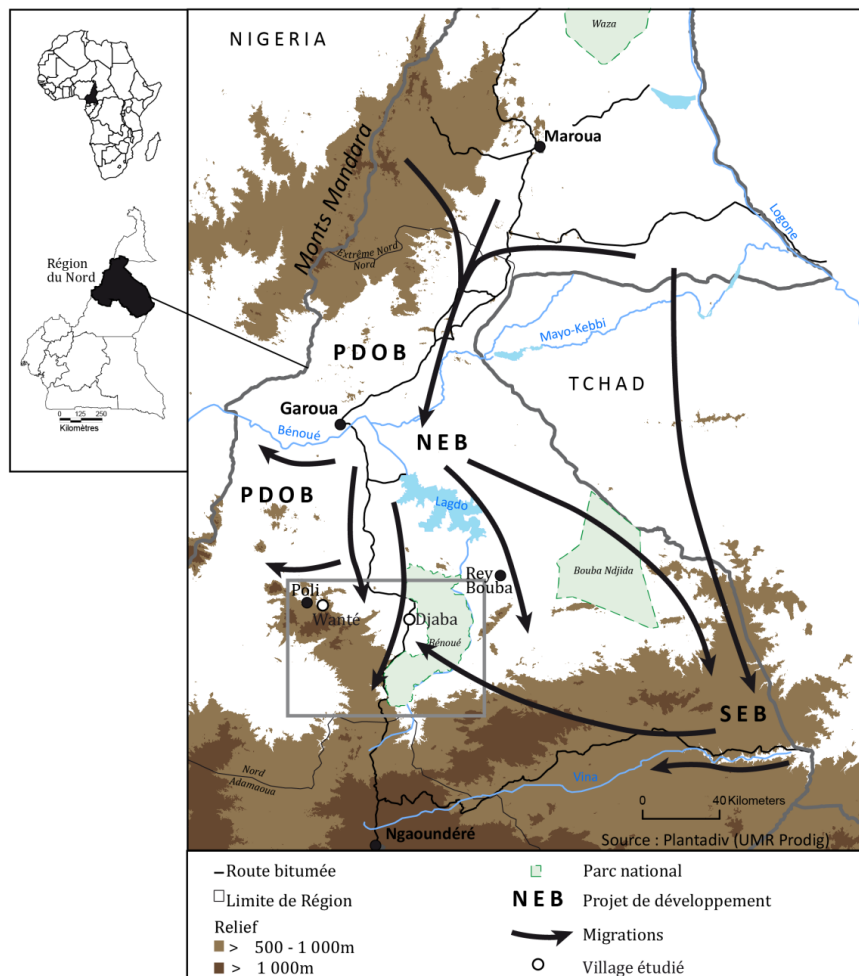 NIGERIA
Waza
Maroua
Monts Mandara
Logone
Région
du Nord
Extrême Nord
Nord
Mayo-Kebbi
PDOB
TCHAD
0 125 250
Kilomètres
Garoua
Bénoué
NEB
PDOB
Lagdo
Bouba Ndjida
Rey
Bouba
Poli
Wanté
Djaba
Bénoué
SEB
Nord
Adamaoua
Vina
0 40 Kilometers
Ngaoundéré
Source : Plantadiv (UMR Prodig)
Route bitumée
Limite de Région
Relief
> 500 - 1 000m
> 1 000m
Parc national
NEB Projet de développement
Migrations
Village étudié